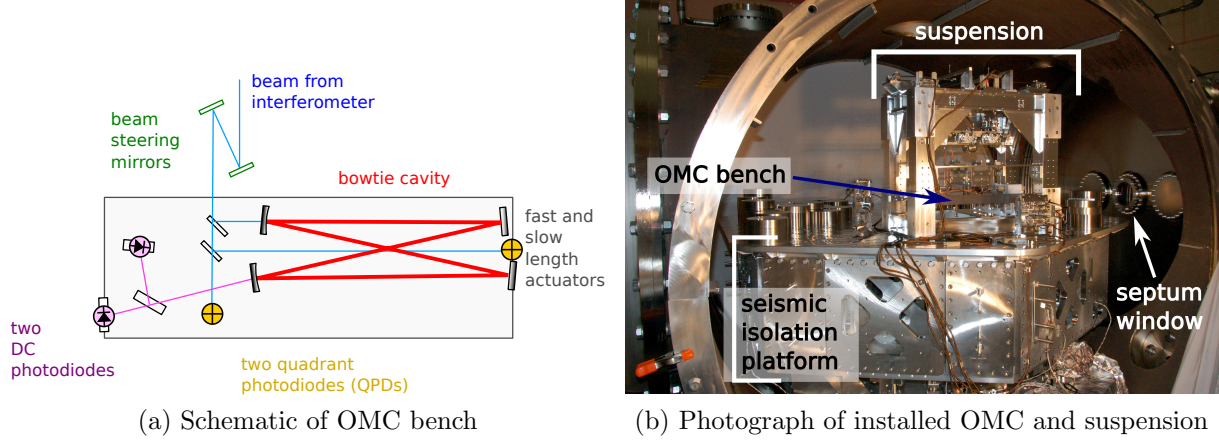 beam from
interferometer
beam
steering
mirrors
bowtie cavity
fast and
slow
length
actuators
two
DC
photodiodes
two quadrant
photodiodes (QPDs)
(a) Schematic of OMC bench
suspension
OMC bench
seismic
isolation
platform
septum
window
(b) Photograph of installed OMC and suspension